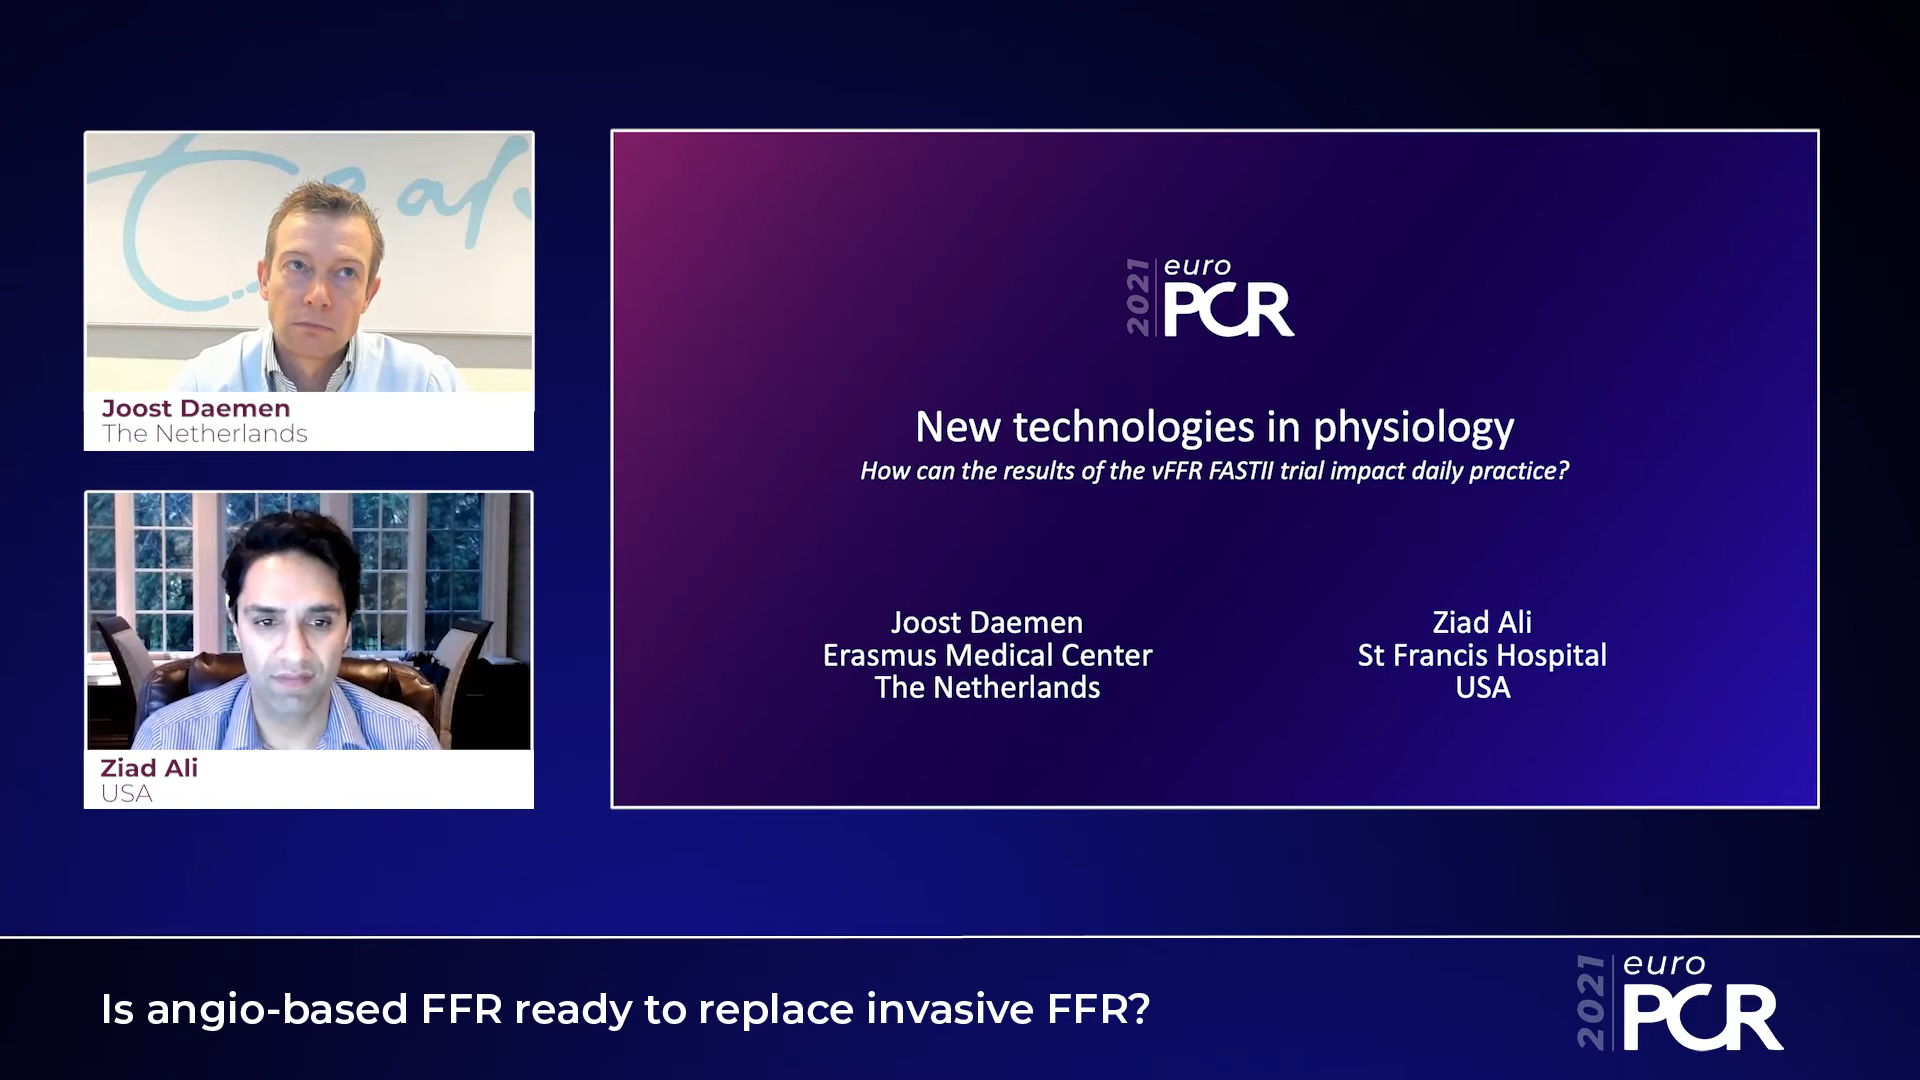 Joost Daemen
The Netherlands
Ziad Ali
USA
2021
euro
PCR
New technologies in physiology
How can the results of the vFFR FASTII trial impact daily practice?
Joost Daemen
Erasmus Medical Center
The Netherlands
Ziad Ali
St Francis Hospital
USA
Is angio-based FFR ready to replace invasive FFR?
2021
euro
PCR